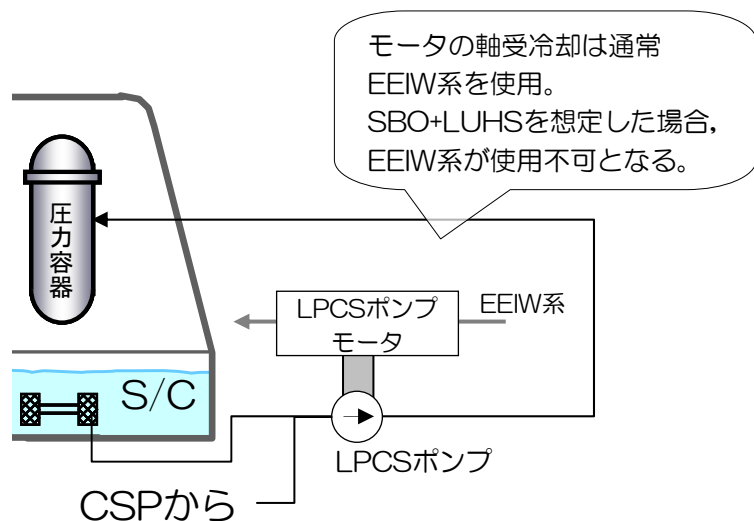 モータの軸受冷却は通常
EEIW系を使用。
SBO+LUHSを想定した場合,
EEIW系が使用不可となる。
圧力容器
LPCSポンプ
モータ
EEIW系
S/C
LPCSポンプ
CSPから